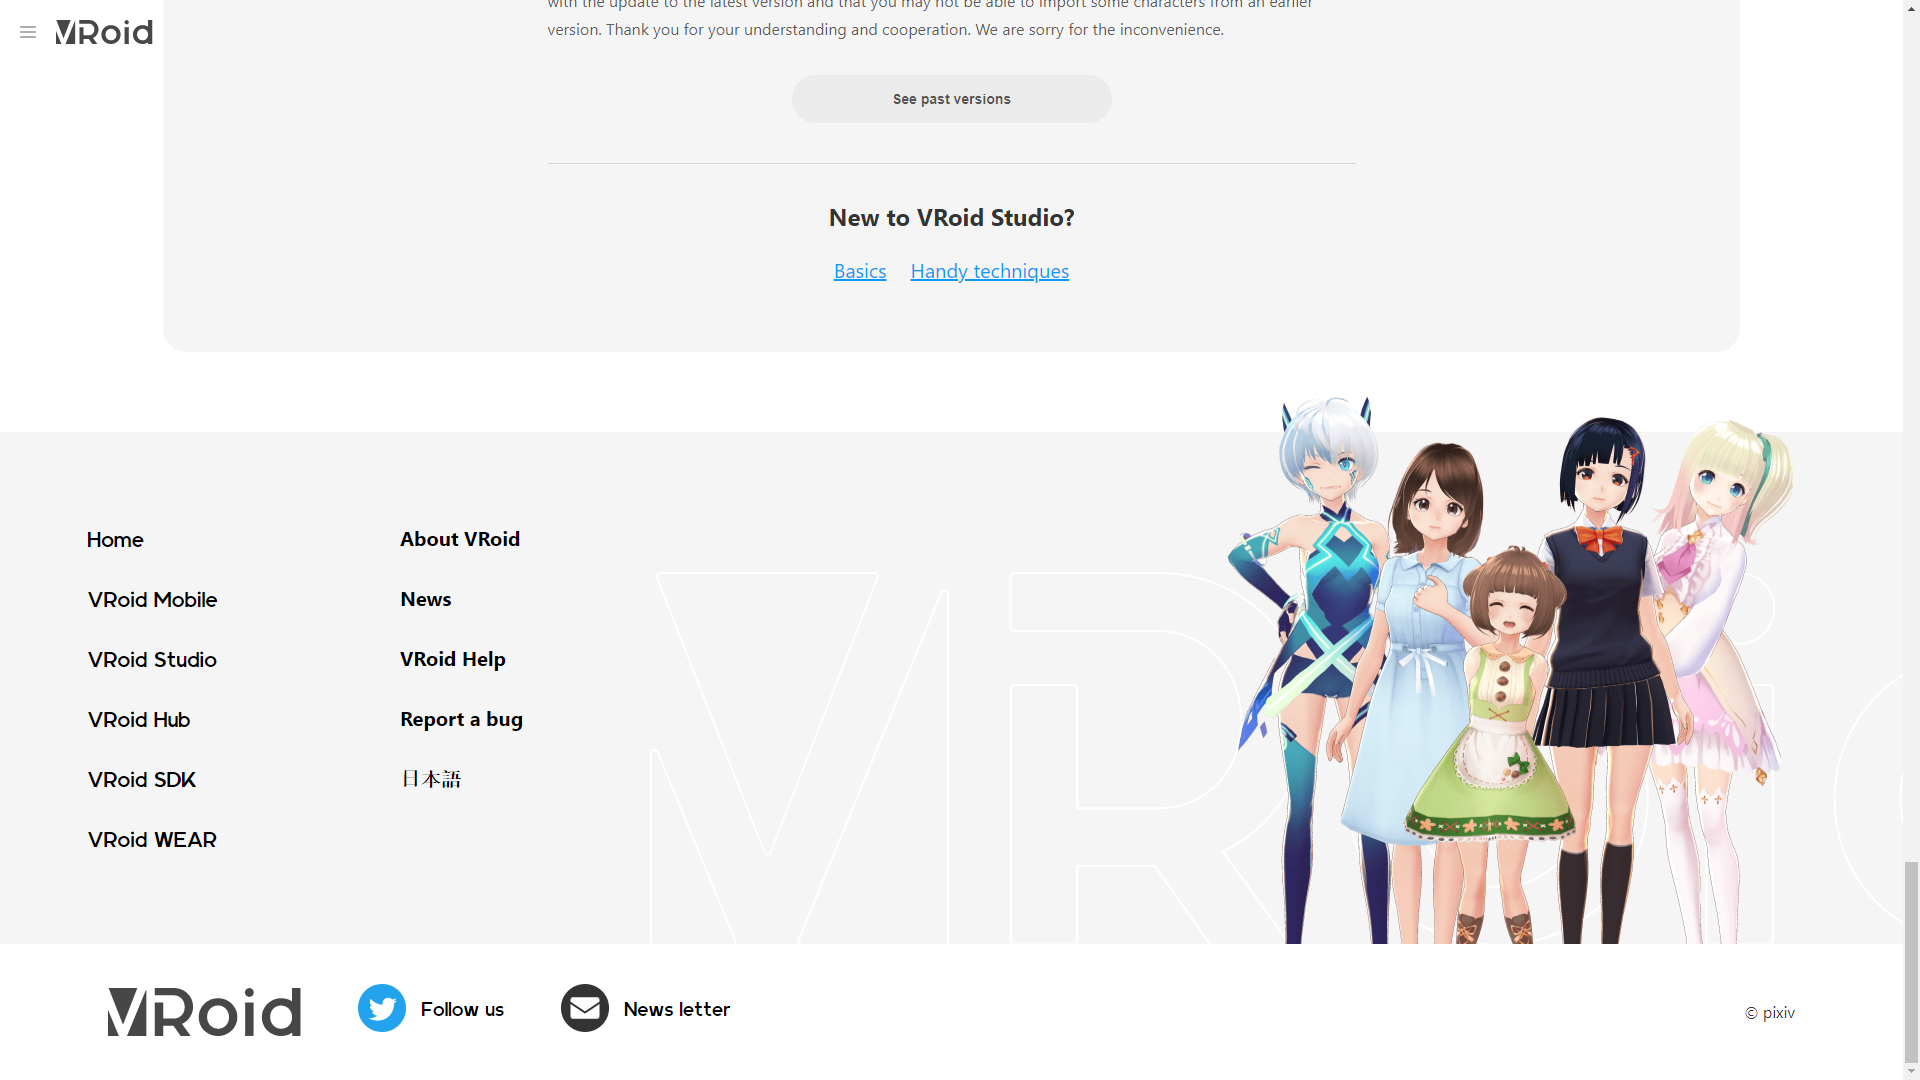 VRoid
with the update to the latest version and that you may not be able to import some characters from an earlier
version. Thank you for your understanding and cooperation. We are sorry for the inconvenience.
See past versions
New to VRoid Studio?
Basics Handy techniques
Home
VRoid Mobile
VRoid Studio
VRoid Hub
VRoid SDK
VRoid WEAR
About VRoid
News
VRoid Help
Report a bug
日本語
VRoid
Follow us
News letter
© pixiv